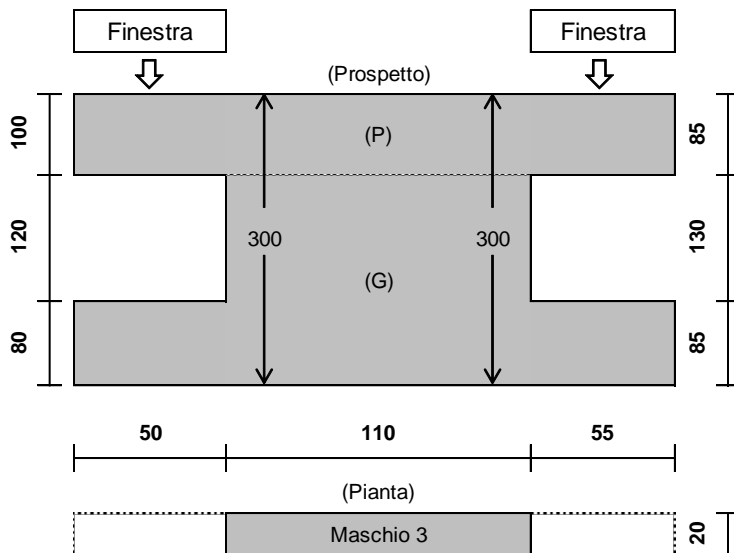 Finestra Finestra
(Prospetto)
100 (P) 85
120 300 300 130
(G)
80 85
50 110 55
(Pianta)
Maschio 3 20